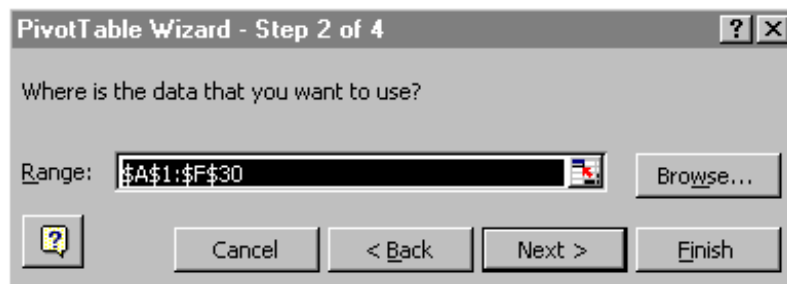 PivotTable Wizard - Step 2 of 4
Where is the data that you want to use?
Range: $A$1:$F$30 Browse...
Cancel < Back Next > Finish